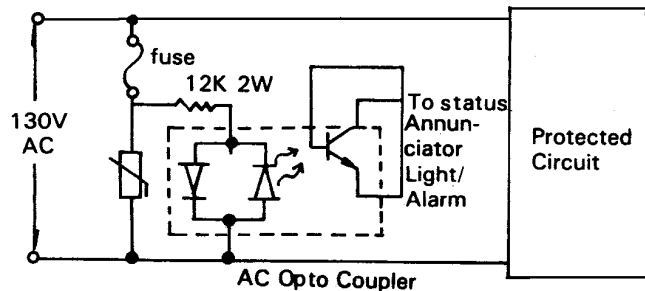 fuse
12K 2W
130V
AC
To status
Annun-
ciator
Light/
Alarm
Protected
Circuit
AC Opto Coupler